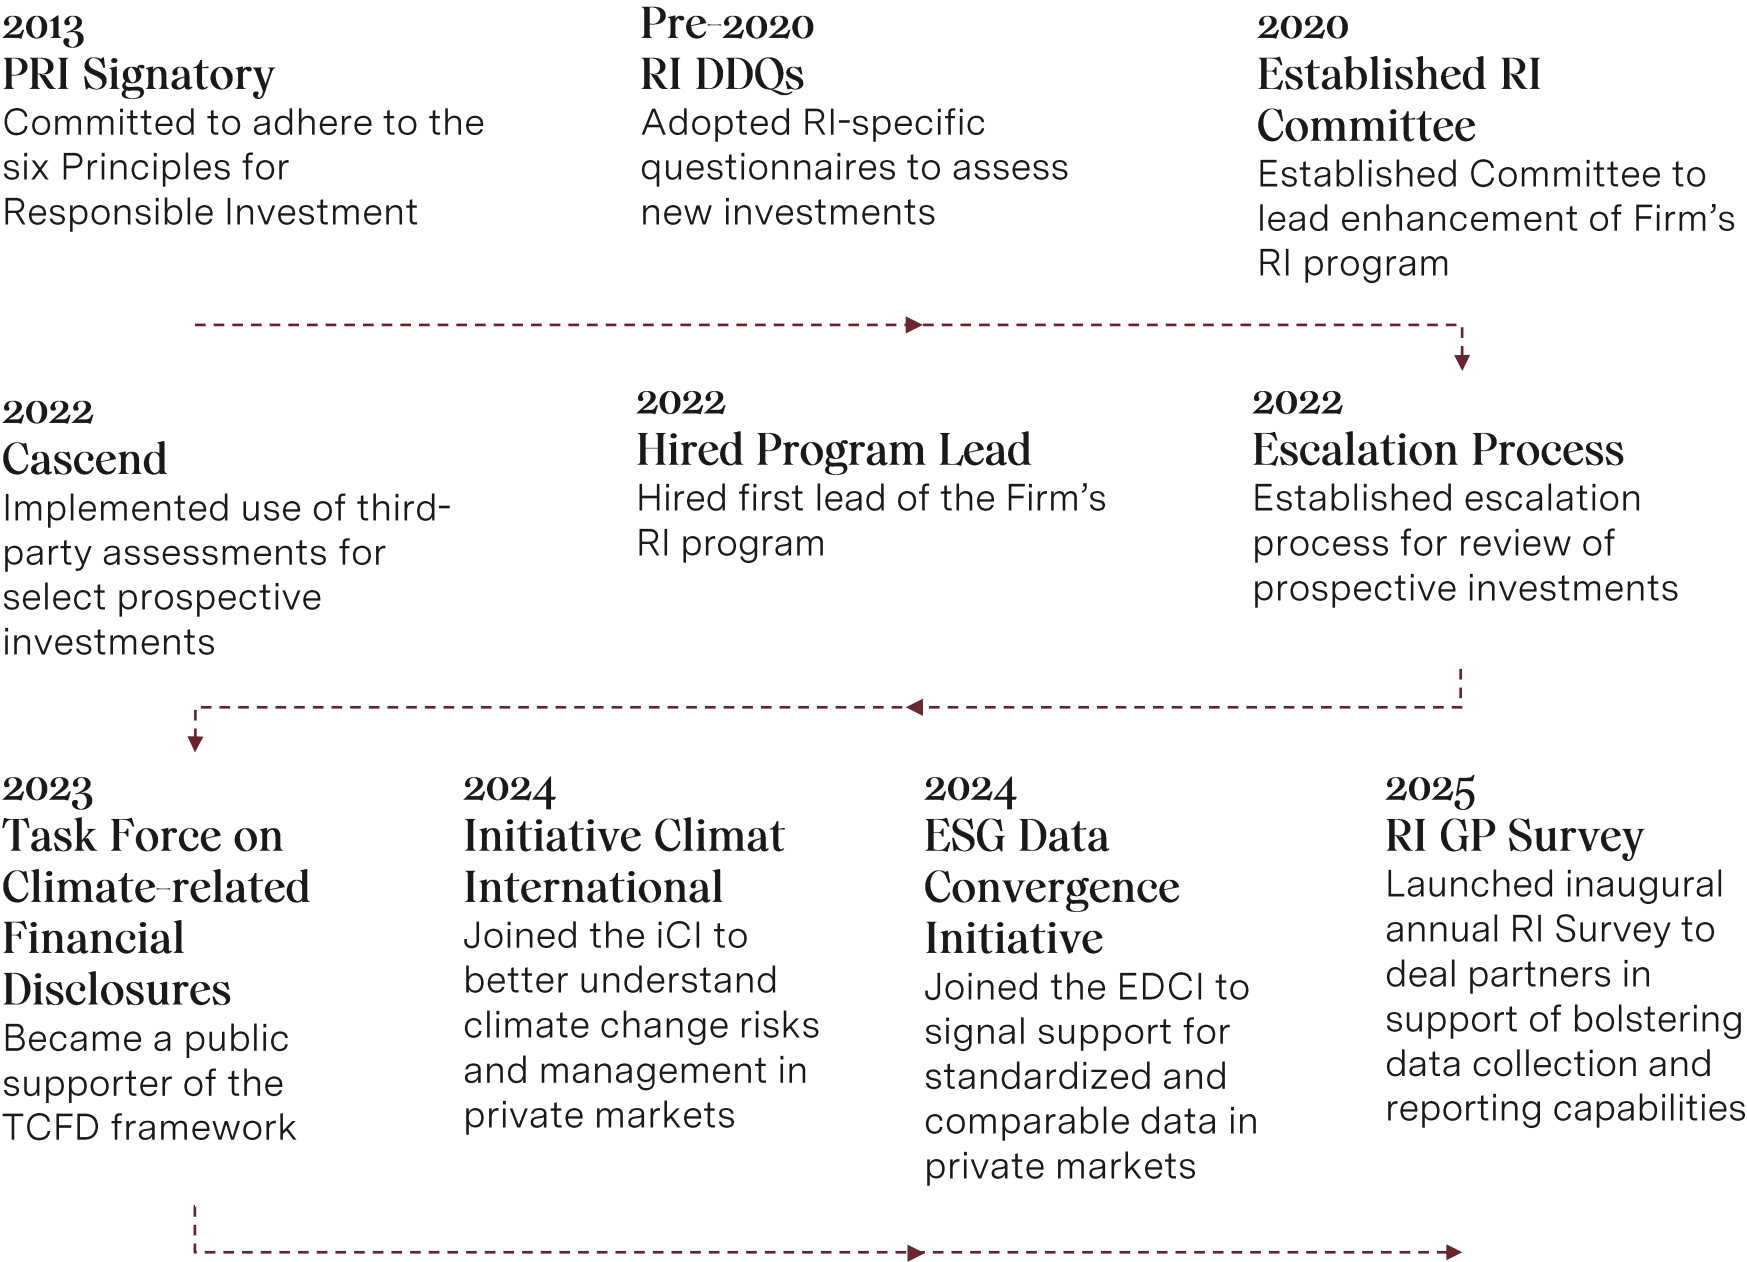 2013
PRI Signatory
Committed to adhere to the
six Principles for
Responsible Investment
Pre-2020
RI DDQs
Adopted RI-specific
questionnaires to assess
new investments
2020
Established RI
Committee
Established Committee to
lead enhancement of Firm’s
RI program
2022
Cascend
Implemented use of third-
party assessments for
select prospective
investments
2022
Hired Program Lead
Hired first lead of the Firm’s
RI program
2022
Escalation Process
Established escalation
process for review of
prospective investments
2023
Task Force on
Climate-related
Financial
Disclosures
Became a public
supporter of the
TCFD framework
2024
Initiative Climat
International
Joined the iCI to
better understand
climate change risks
and management in
private markets
2024
ESG Data
Convergence
Initiative
Joined the EDCI to
signal support for
standardized and
comparable data in
private markets
2025
RI GP Survey
Launched inaugural
annual RI Survey to
deal partners in
support of bolstering
data collection and
reporting capabilities